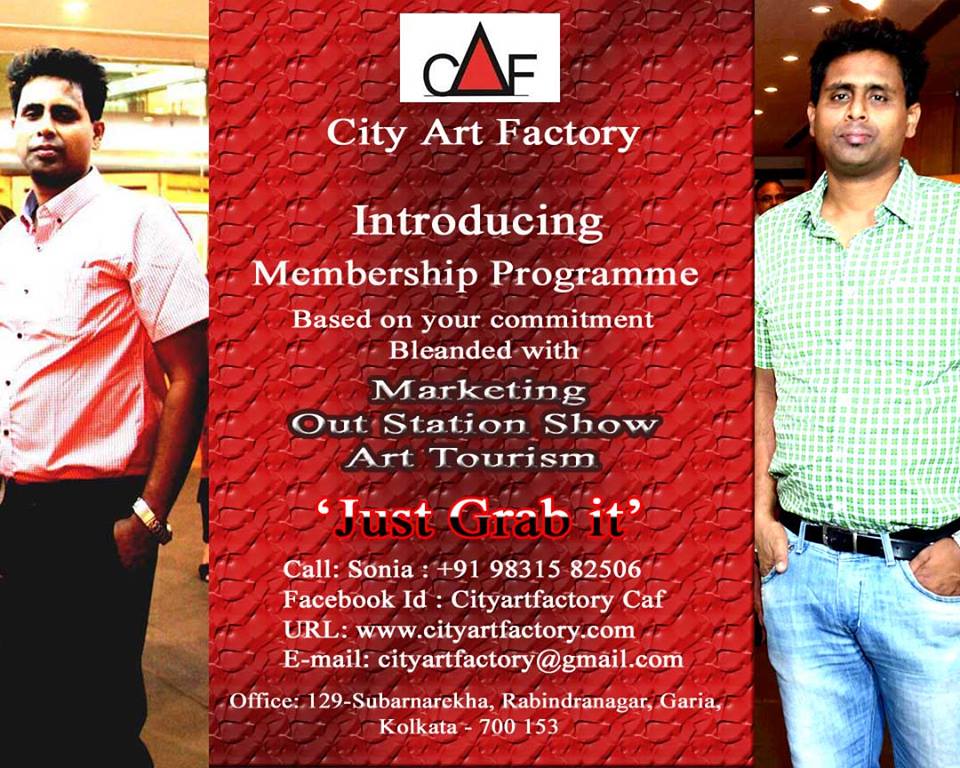 CAF
City Art Factory
Introducing
Membership Programme
Based on your commitment
Bleanded with
Marketing
Out Station Show
Art Tourism
‘Just Grab it’
Call: Sonia : +91 98315 82506
Facebook Id : Cityartfactory Caf
URL: www.cityartfactory.com
E-mail: cityartfactory@gmail.com
Office: 129-Subarnarekha, Rabindranagar, Garia,
Kolkata - 700 153